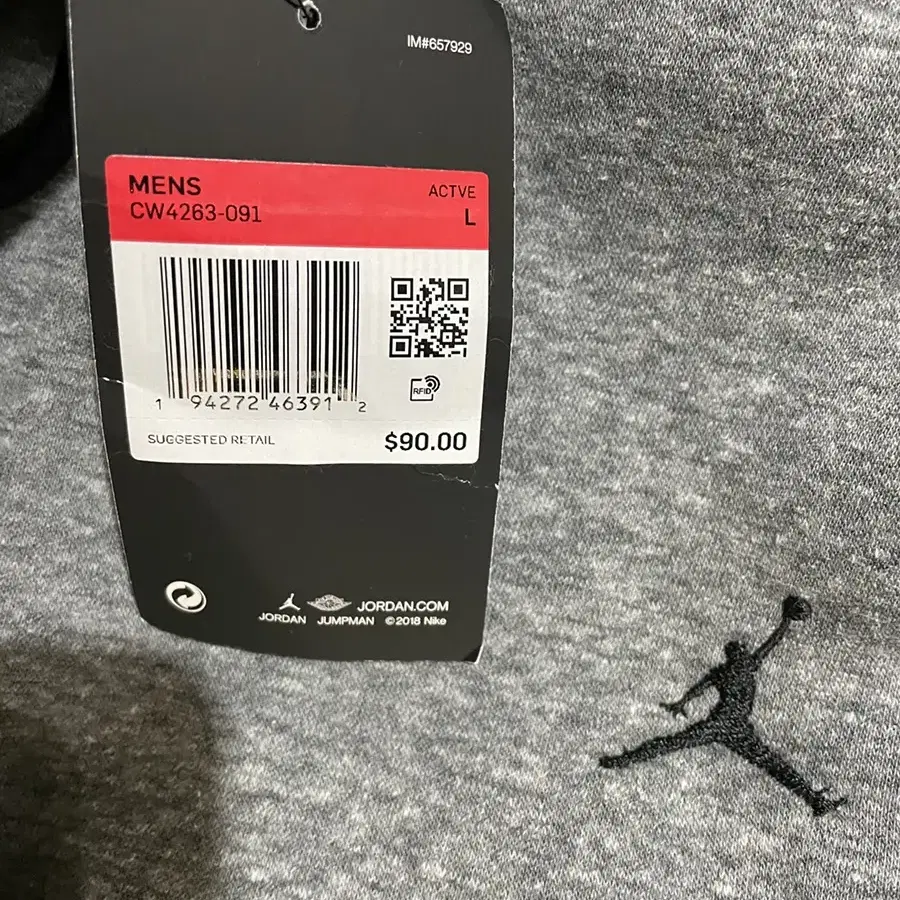 IM#657929
MENS
ACTVE
CW4263-091
L
RFID
1 94272 46391 2
SUGGESTED RETAIL
$90.00
JORDAN.COM
JORDAN JUMPMAN ©2018 Nike